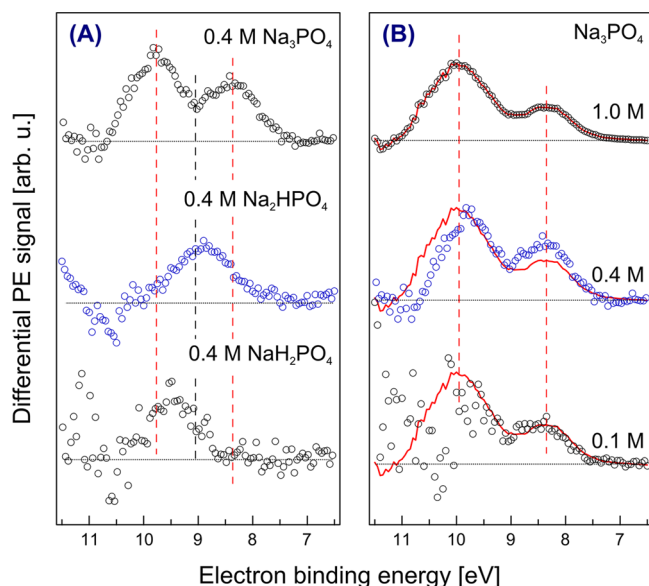 (A)
0.4 M Na₃PO₄
0.4 M Na₂HPO₄
0.4 M NaH₂PO₄
(B)
Na₃PO₄
1.0 M
0.4 M
0.1 M
Differential PE signal [arb. u.]
11 10 9 8 7
11 10 9 8 7
Electron binding energy [eV]